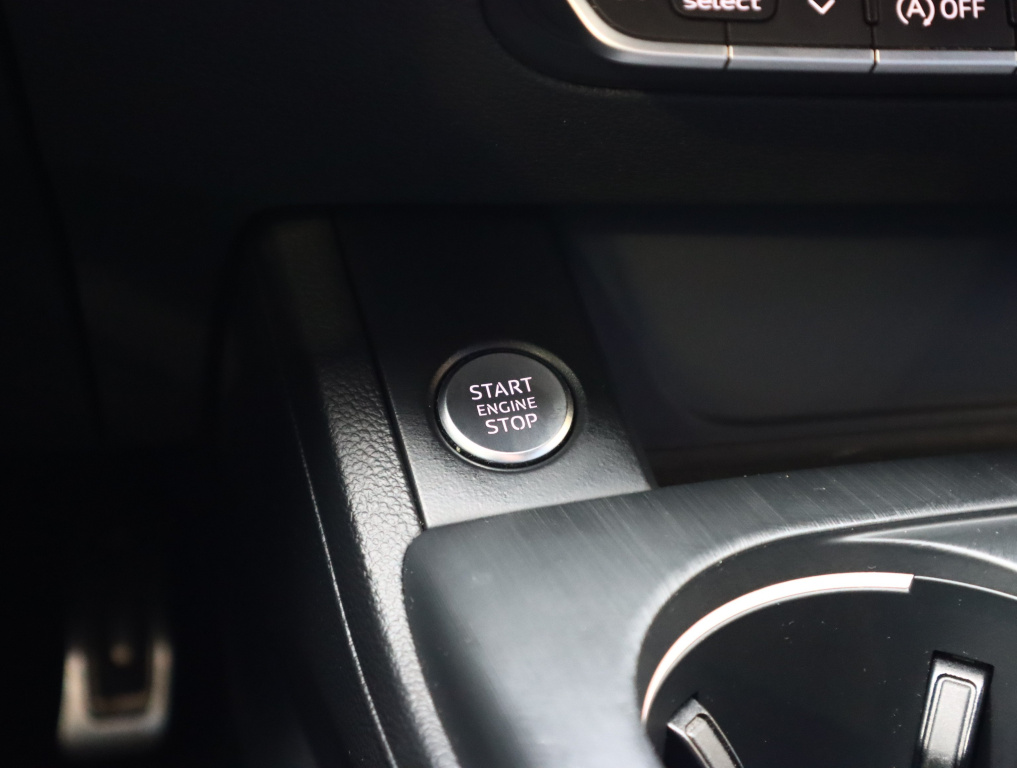 select
(A) OFF
START
ENGINE
STOP